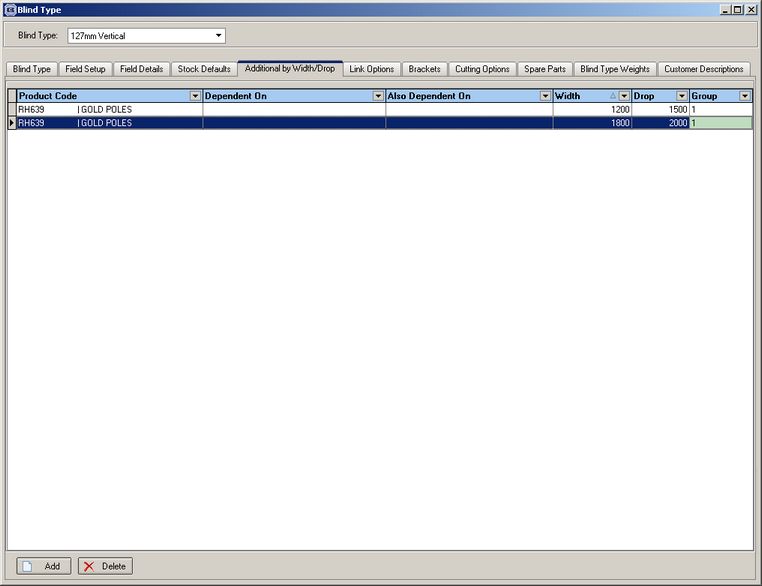 Blind Type
Blind Type: 127mm Vertical
Blind Type Field Setup Field Details Stock Defaults Additional by Width/Drop Link Options Brackets Cutting Options Spare Parts Blind Type Weights Customer Descriptions
Product Code Dependent On Also Dependent On Width Drop Group
RH639 | GOLD POLES 1200 1500 1
RH639 | GOLD POLES 1800 2000 1
Add Delete